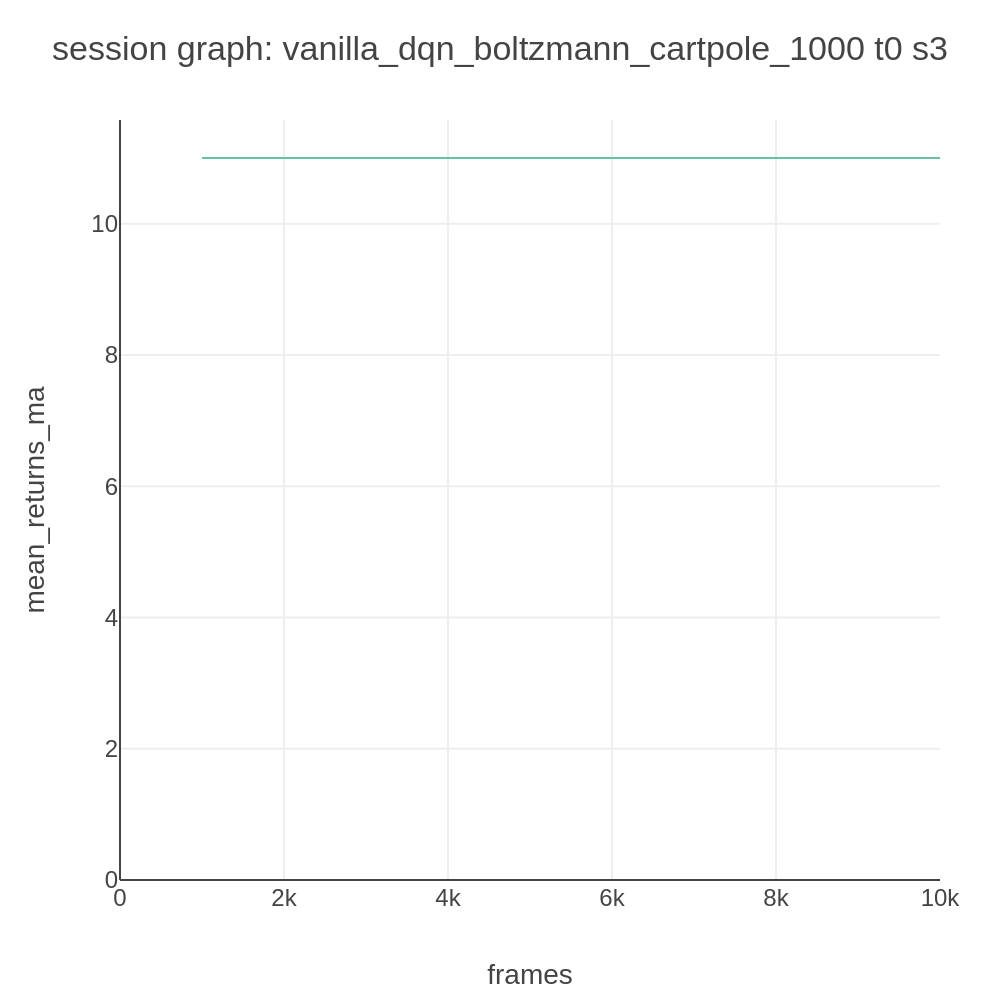 session graph: vanilla_dqn_boltzmann_cartpole_1000 t0 s3
mean_returns_ma
10
8
6
4
2
0
0 2k 4k 6k 8k 10k
frames